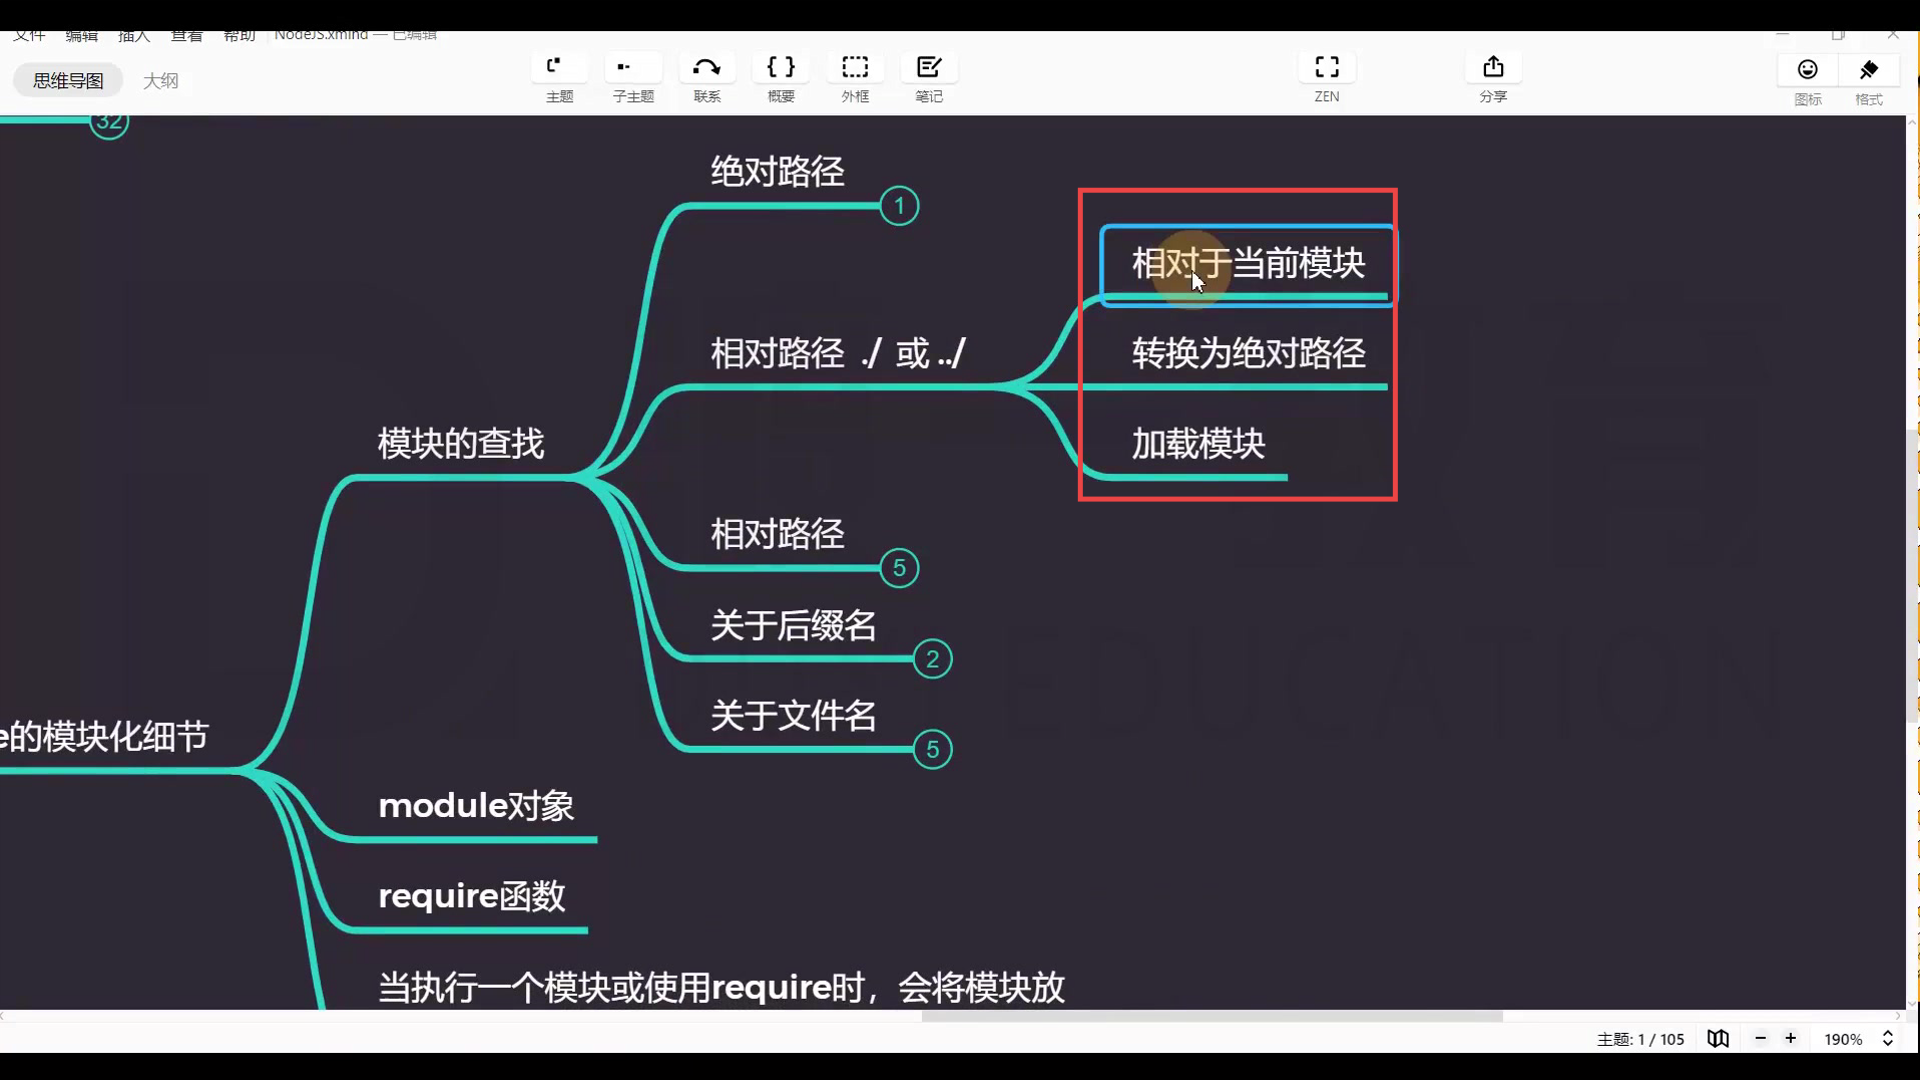 文件 编辑 插入 查看 帮助 NodeJS.xmind — 已编辑
思维导图 大纲
主题 子主题 联系 概要 外框 笔记 ZEN 分享 图标 格式
32
绝对路径 1
相对于当前模块
相对路径 ./ 或 ../
转换为绝对路径
加载模块
模块的查找
相对路径 5
关于后缀名 2
关于文件名 5
e的模块化细节
module对象
require函数
当执行一个模块或使用require时，会将模块放
EDUCATION
主题: 1 / 105 190%